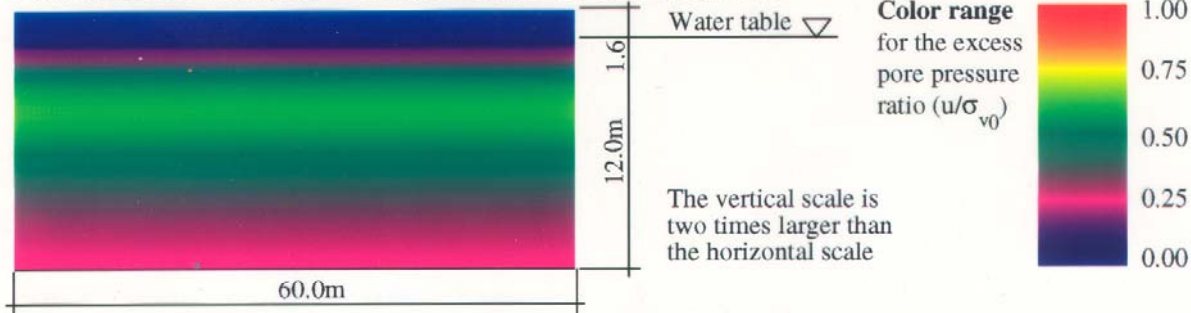 Water table
1.6
12.0m
60.0m
The vertical scale is
two times larger than
the horizontal scale
Color range
for the excess
pore pressure
ratio (u/σv0)
1.00
0.75
0.50
0.25
0.00